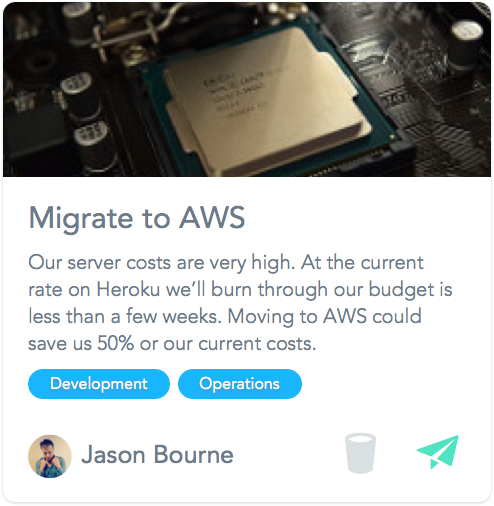 Migrate to AWS
Our server costs are very high. At the current
rate on Heroku we’ll burn through our budget is
less than a few weeks. Moving to AWS could
save us 50% or our current costs.
Development Operations
Jason Bourne